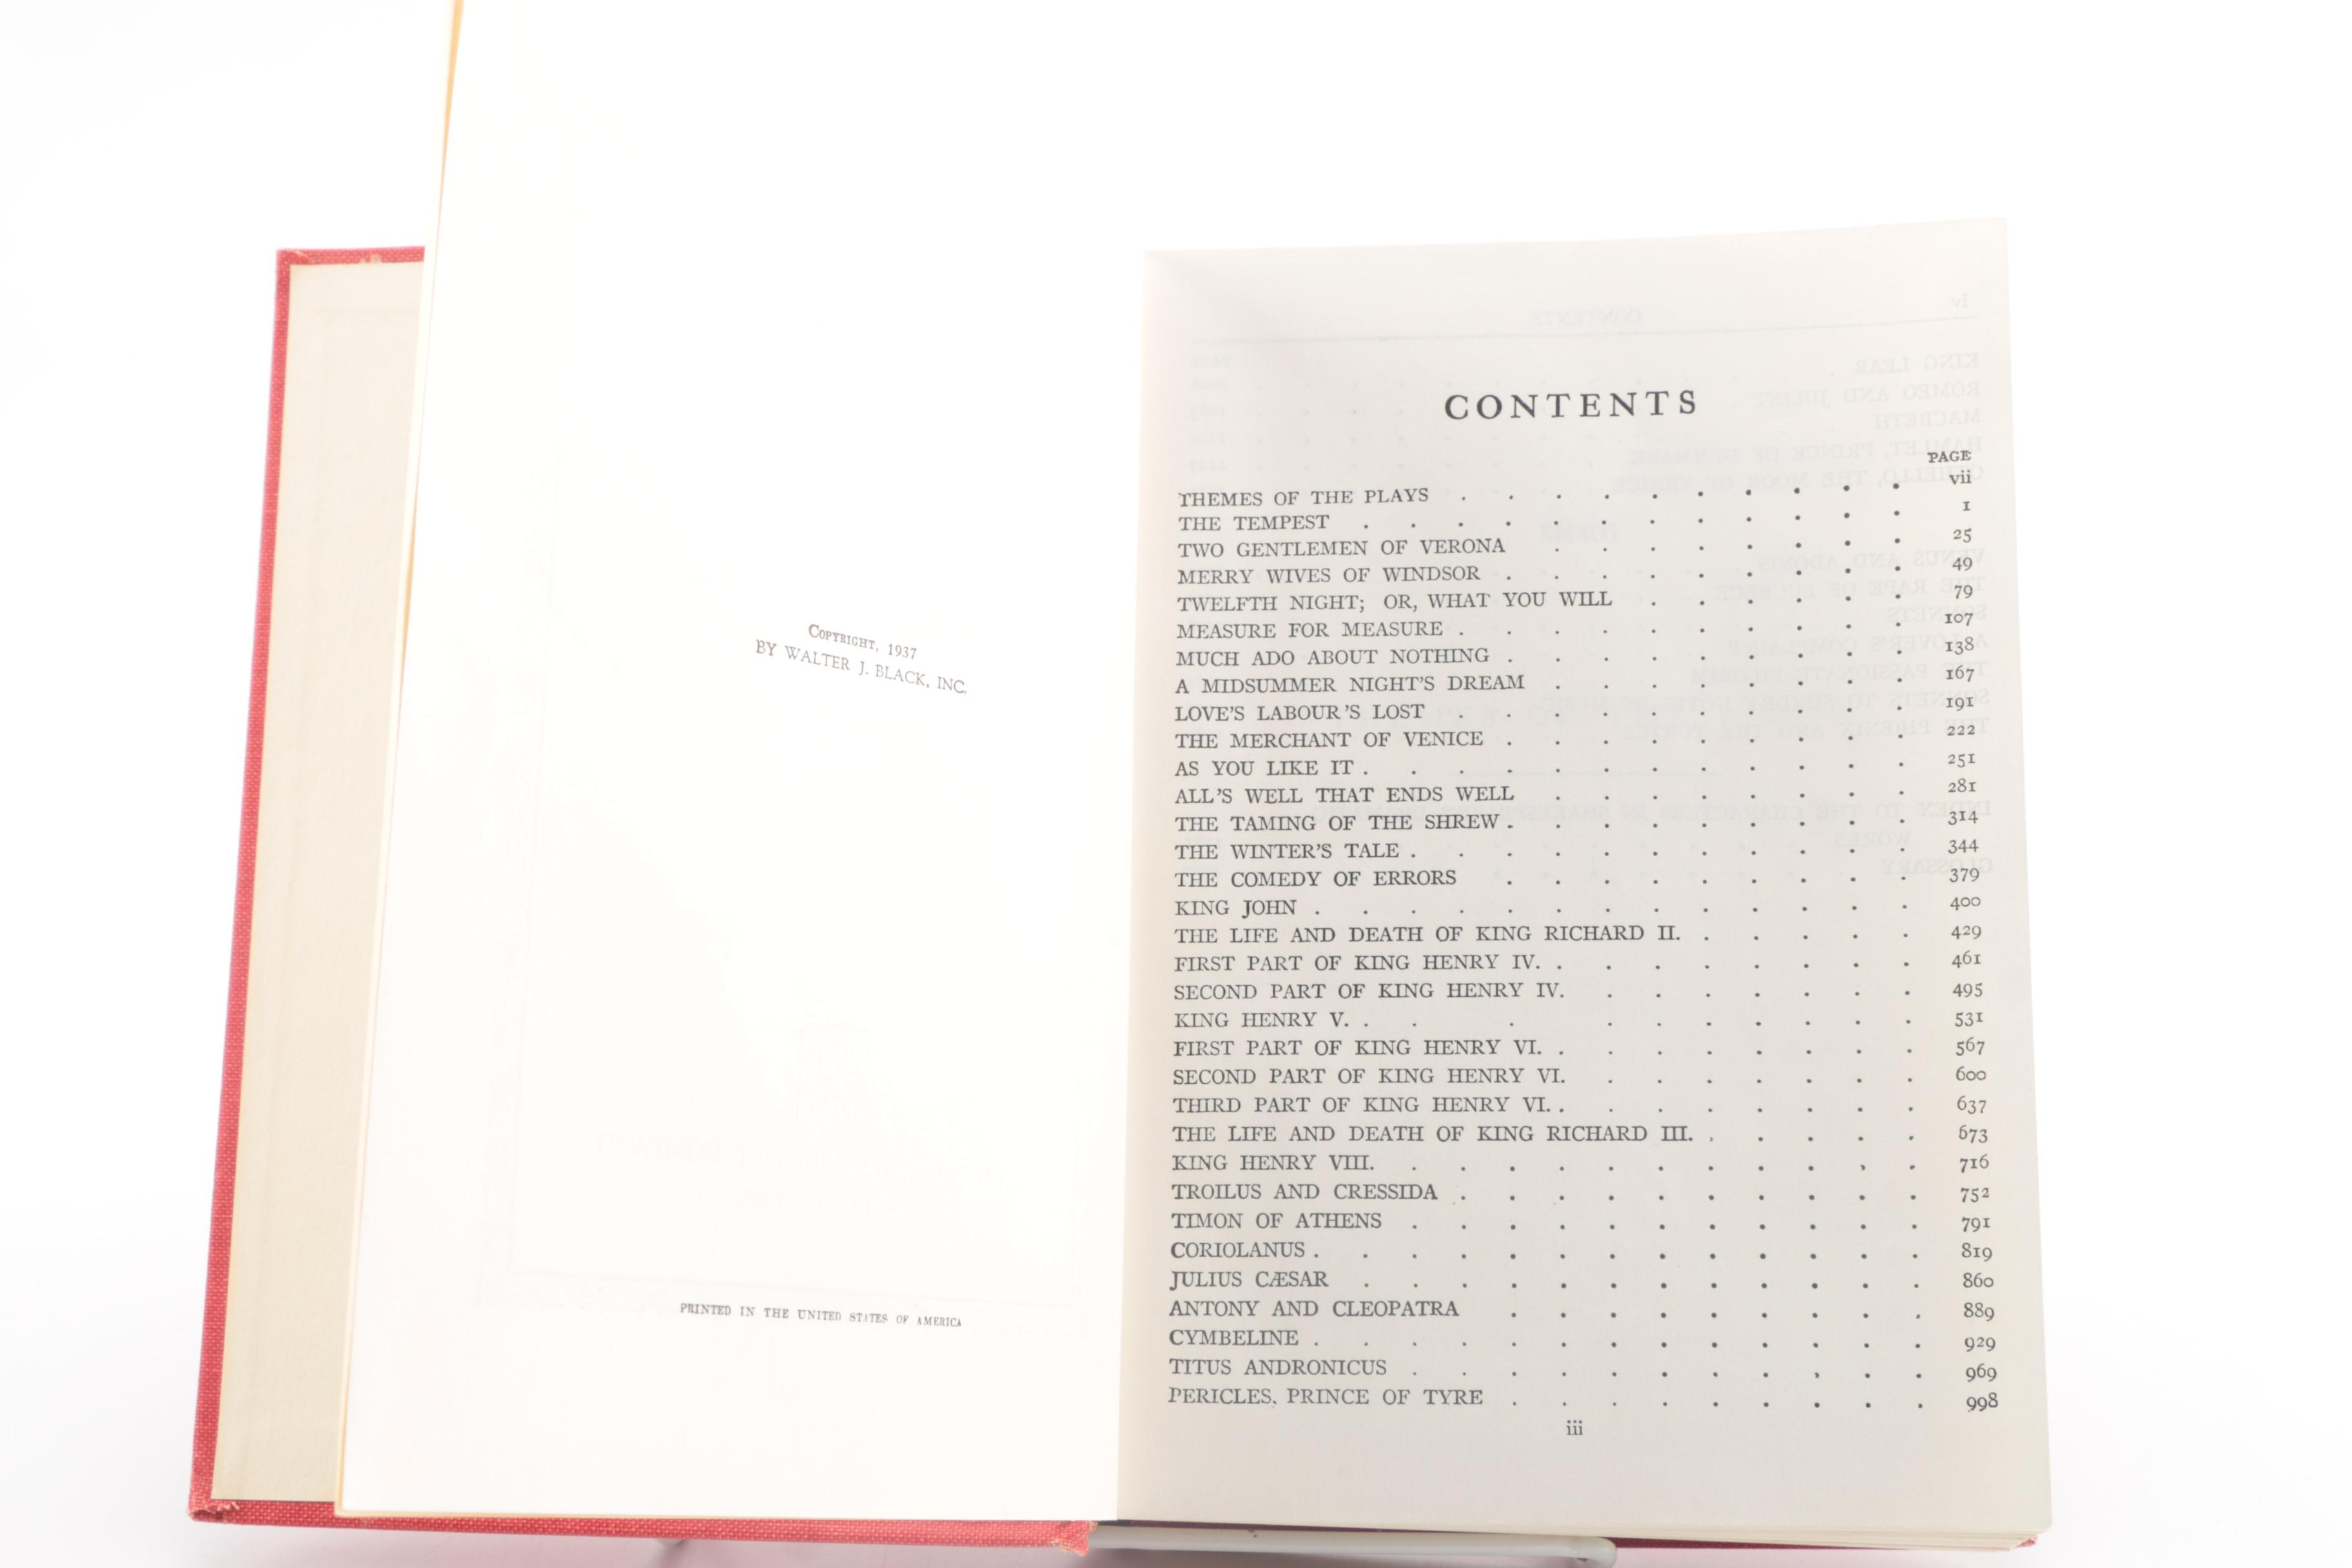 COPYRIGHT, 1937
BY WALTER J. BLACK, INC.
PRINTED IN THE UNITED STATES OF AMERICA
CONTENTS
PAGE
THEMES OF THE PLAYS . . . . . . . . . . vii
THE TEMPEST . . . . . . . . . . . . 1
TWO GENTLEMEN OF VERONA . . . . . . . . 25
MERRY WIVES OF WINDSOR . . . . . . . . . 49
TWELFTH NIGHT; OR, WHAT YOU WILL . . . . . . 79
MEASURE FOR MEASURE . . . . . . . . . . 107
MUCH ADO ABOUT NOTHING . . . . . . . . . 138
A MIDSUMMER NIGHT'S DREAM . . . . . . . . 167
LOVE'S LABOUR'S LOST . . . . . . . . . . 191
THE MERCHANT OF VENICE . . . . . . . . . 222
AS YOU LIKE IT . . . . . . . . . . . . 251
ALL'S WELL THAT ENDS WELL . . . . . . . . 281
THE TAMING OF THE SHREW . . . . . . . . . 314
THE WINTER'S TALE . . . . . . . . . . . 344
THE COMEDY OF ERRORS . . . . . . . . . 379
KING JOHN . . . . . . . . . . . . . 400
THE LIFE AND DEATH OF KING RICHARD II. . . . . . 429
FIRST PART OF KING HENRY IV. . . . . . . . . 461
SECOND PART OF KING HENRY IV. . . . . . . . 495
KING HENRY V. . . . . . . . . . . 531
FIRST PART OF KING HENRY VI. . . . . . . . . 567
SECOND PART OF KING HENRY VI. . . . . . . . 600
THIRD PART OF KING HENRY VI. . . . . . . . . 637
THE LIFE AND DEATH OF KING RICHARD III. . . . . . 673
KING HENRY VIII. . . . . . . . . . . . 716
TROILUS AND CRESSIDA . . . . . . . . . . 752
TIMON OF ATHENS . . . . . . . . . . . 791
CORIOLANUS . . . . . . . . . . . . . 819
JULIUS CÆSAR . . . . . . . . . . . . 860
ANTONY AND CLEOPATRA . . . . . . . . . 889
CYMBELINE . . . . . . . . . . . . . 929
TITUS ANDRONICUS . . . . . . . . . . . 969
PERICLES, PRINCE OF TYRE . . . . . . . . . 998
iii